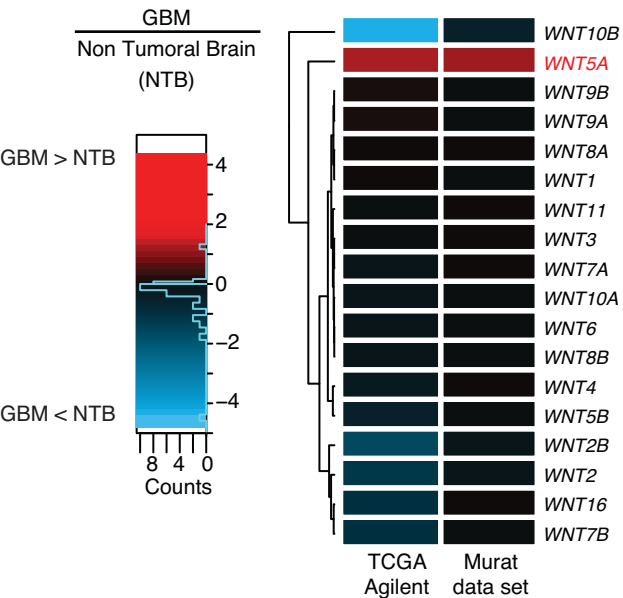 GBM
Non Tumoral Brain
(NTB)
GBM > NTB
4
2
0
−2
−4
GBM < NTB
8 4 0
Counts
WNT10B
WNT5A
WNT9B
WNT9A
WNT8A
WNT1
WNT11
WNT3
WNT7A
WNT10A
WNT6
WNT8B
WNT4
WNT5B
WNT2B
WNT2
WNT16
WNT7B
TCGA
Agilent
Murat
data set